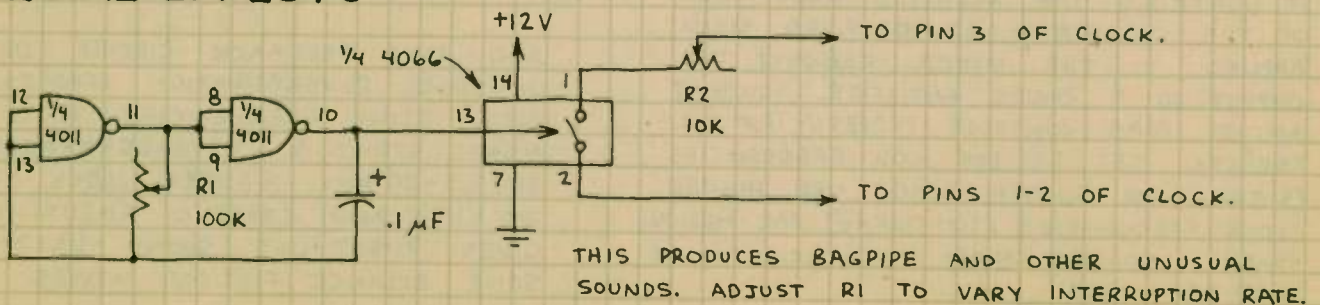 +12V
TO PIN 3 OF CLOCK.
1/4 4066
14
1
R2
10K
12
1/4
4011
13
11
8
1/4
4011
9
10
13
R1
100K
+
.1 µF
7
2
TO PINS 1-2 OF CLOCK.
THIS PRODUCES BAGPIPE AND OTHER UNUSUAL
SOUNDS. ADJUST R1 TO VARY INTERRUPTION RATE.